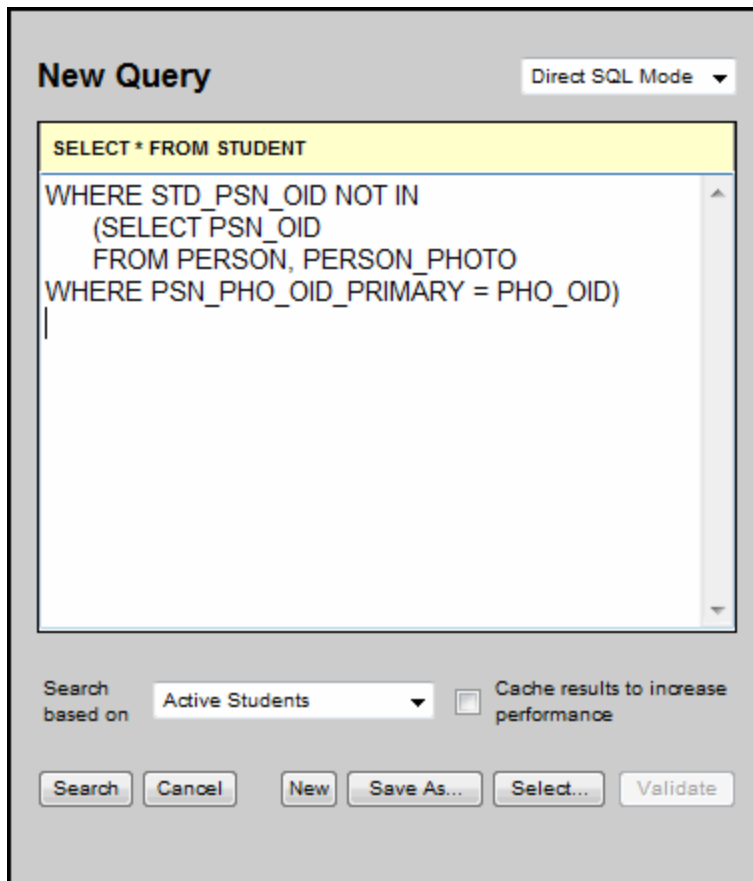 New Query
Direct SQL Mode
SELECT * FROM STUDENT
WHERE STD_PSN_OID NOT IN
(SELECT PSN_OID
FROM PERSON, PERSON_PHOTO
WHERE PSN_PHO_OID_PRIMARY = PHO_OID)
Search based on
Active Students
Cache results to increase performance
Search Cancel New Save As... Select... Validate